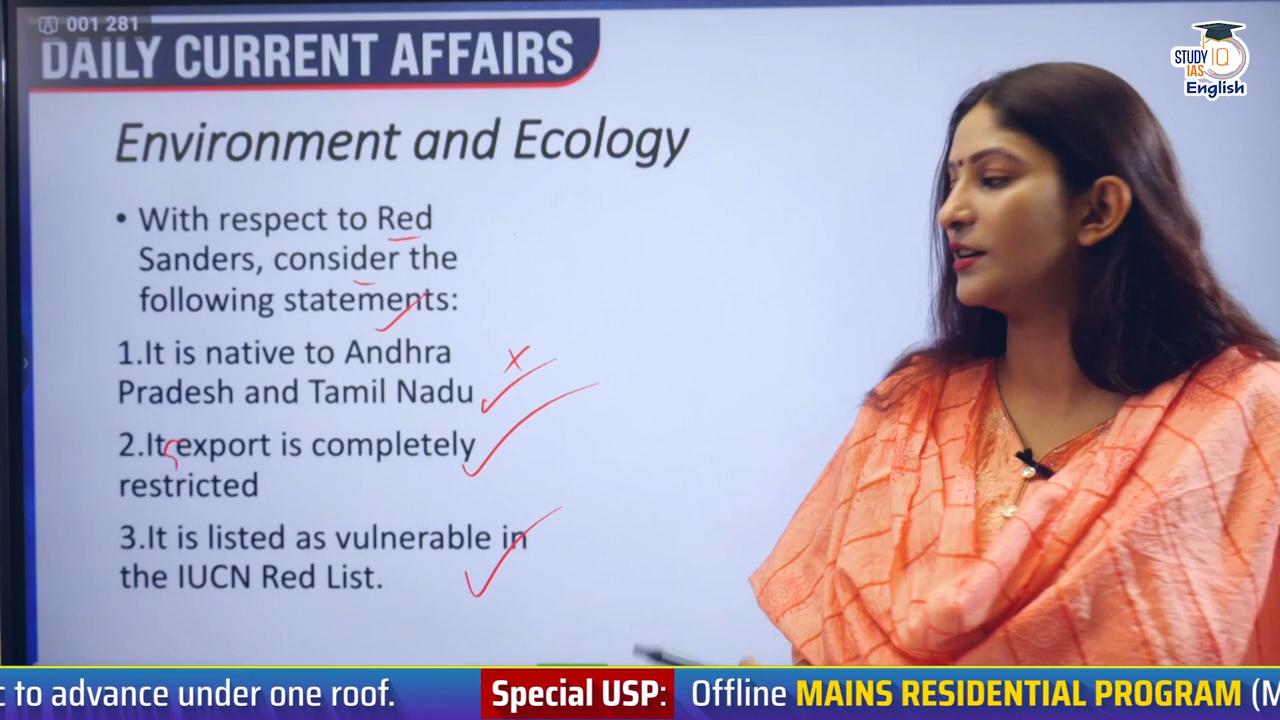 001 281
DAILY CURRENT AFFAIRS
STUDY IQ
IAS
English
Environment and Ecology
• With respect to Red
Sanders, consider the
following statements:
1.It is native to Andhra
Pradesh and Tamil Nadu
2.It export is completely
restricted
3.It is listed as vulnerable in
the IUCN Red List.
c to advance under one roof. Special USP: Offline MAINS RESIDENTIAL PROGRAM (M